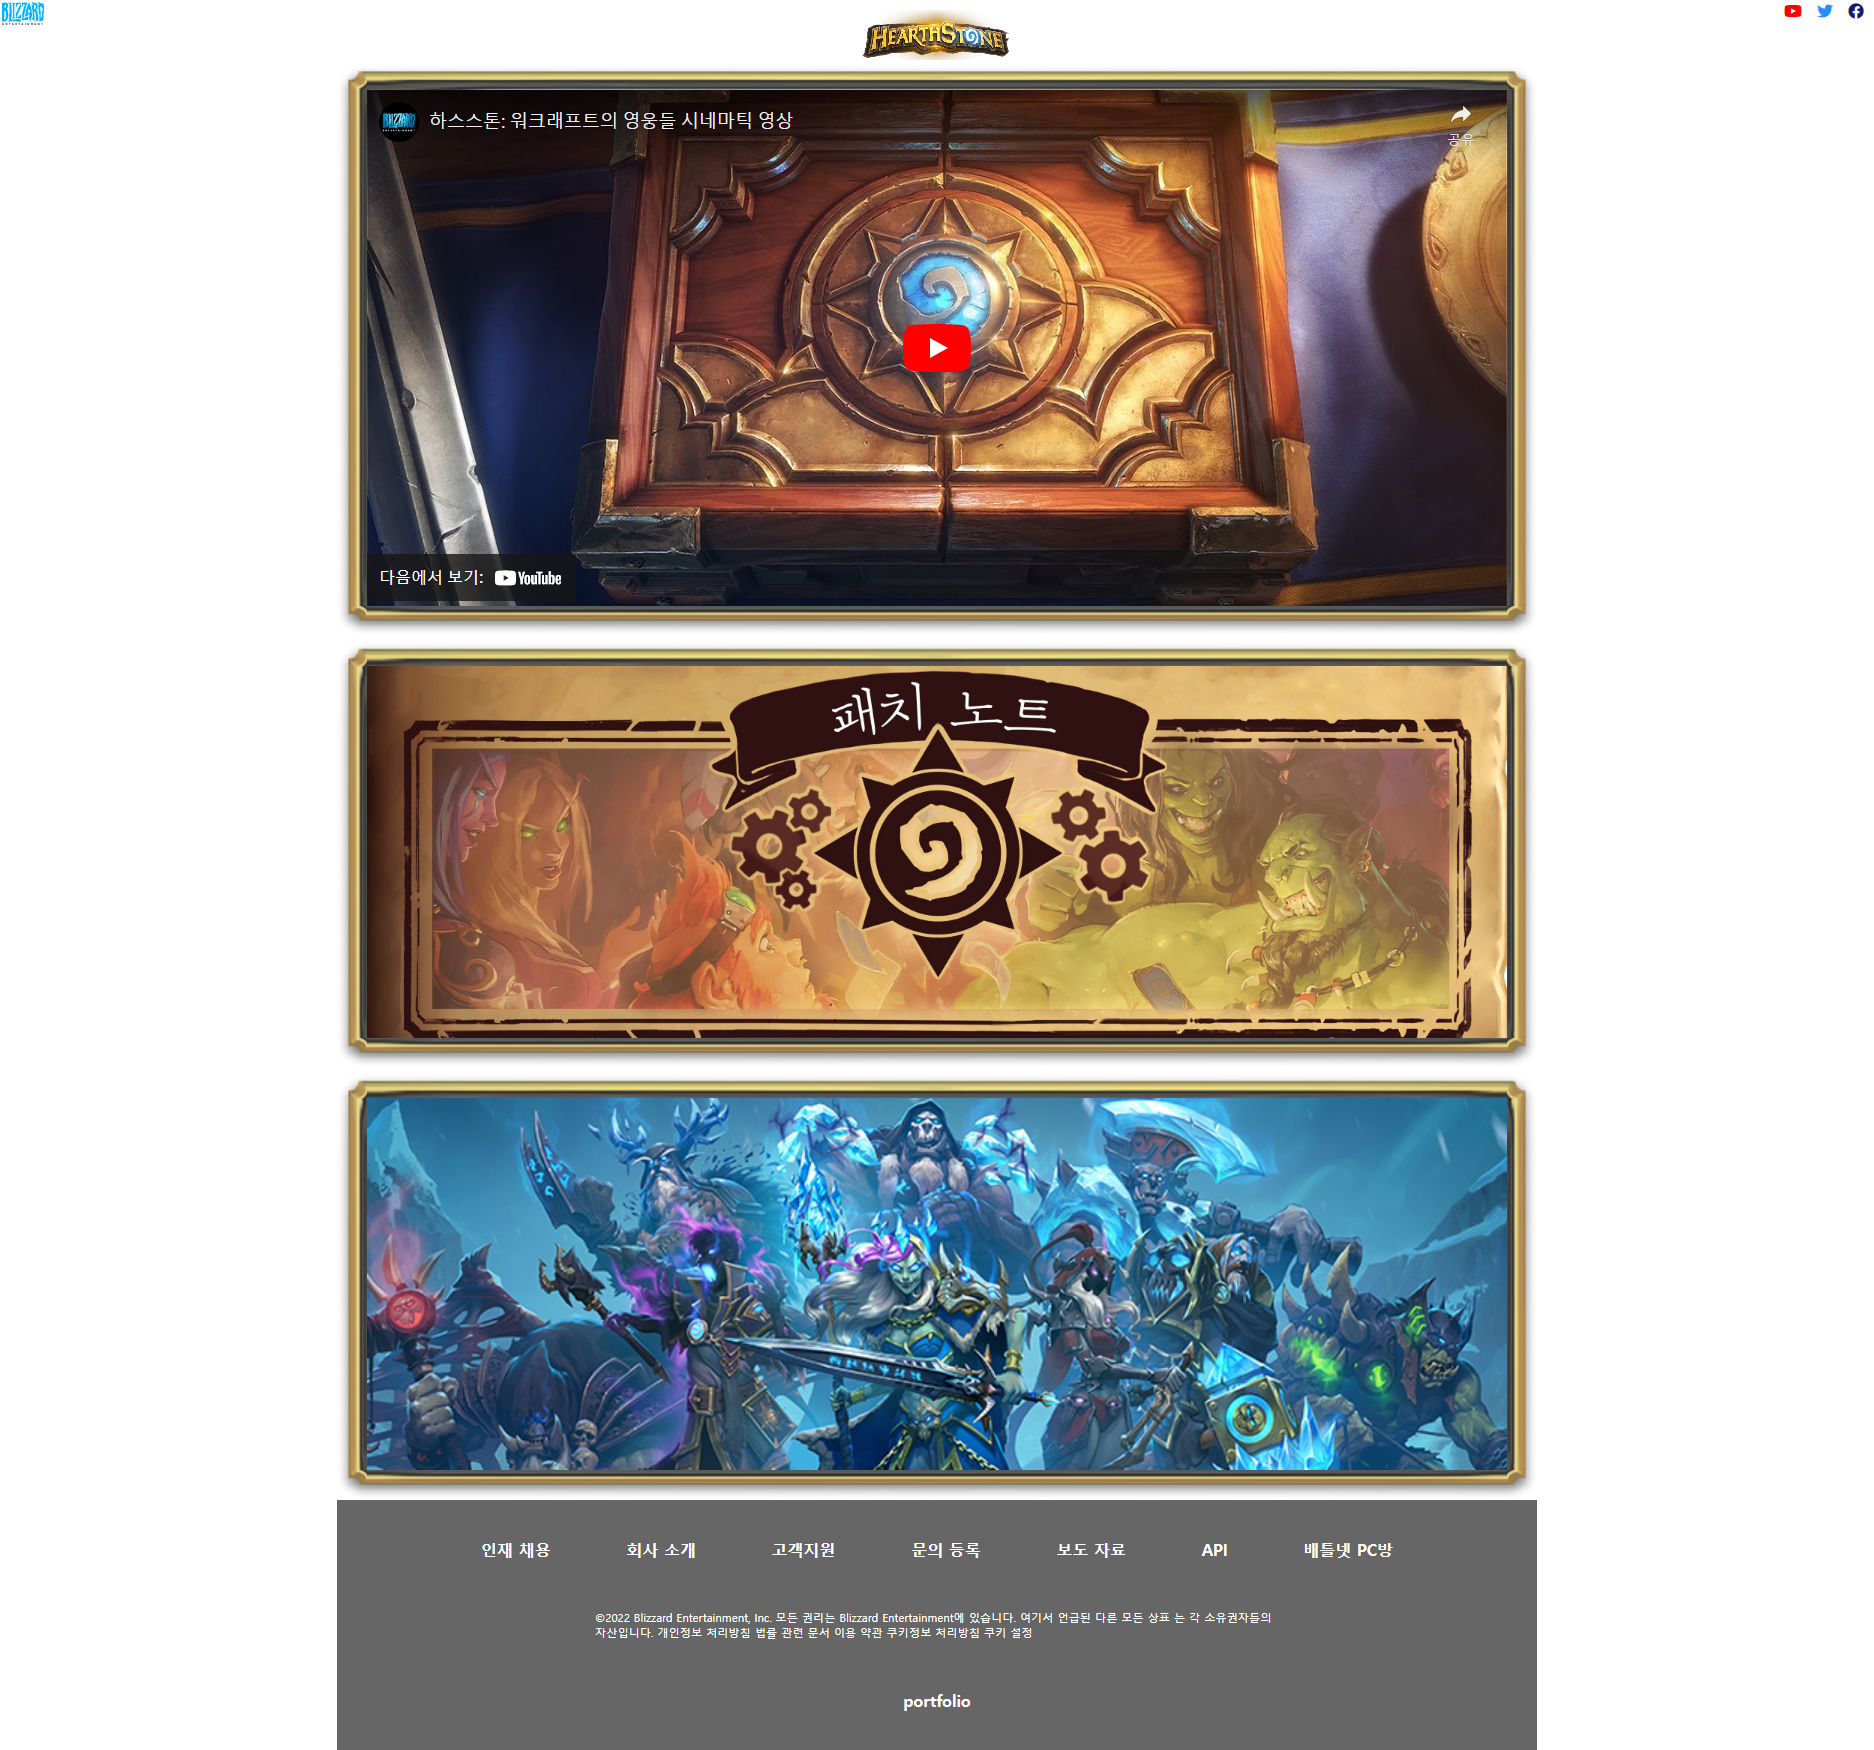 BLIZZARD
ENTERTAINMENT
HEARTHSTONE
BLIZZARD
ENTERTAINMENT
하스스톤: 워크래프트의 영웅들 시네마틱 영상
공유
다음에서 보기: YouTube
패치 노트
인재 채용 회사 소개 고객지원 문의 등록 보도 자료 API 배틀넷 PC방
©2022 Blizzard Entertainment, Inc. 모든 권리는 Blizzard Entertainment에 있습니다. 여기서 언급된 다른 모든 상표 는 각 소유권자들의
자산입니다. 개인정보 처리방침 법률 관련 문서 이용 약관 쿠키정보 처리방침 쿠키 설정
portfolio